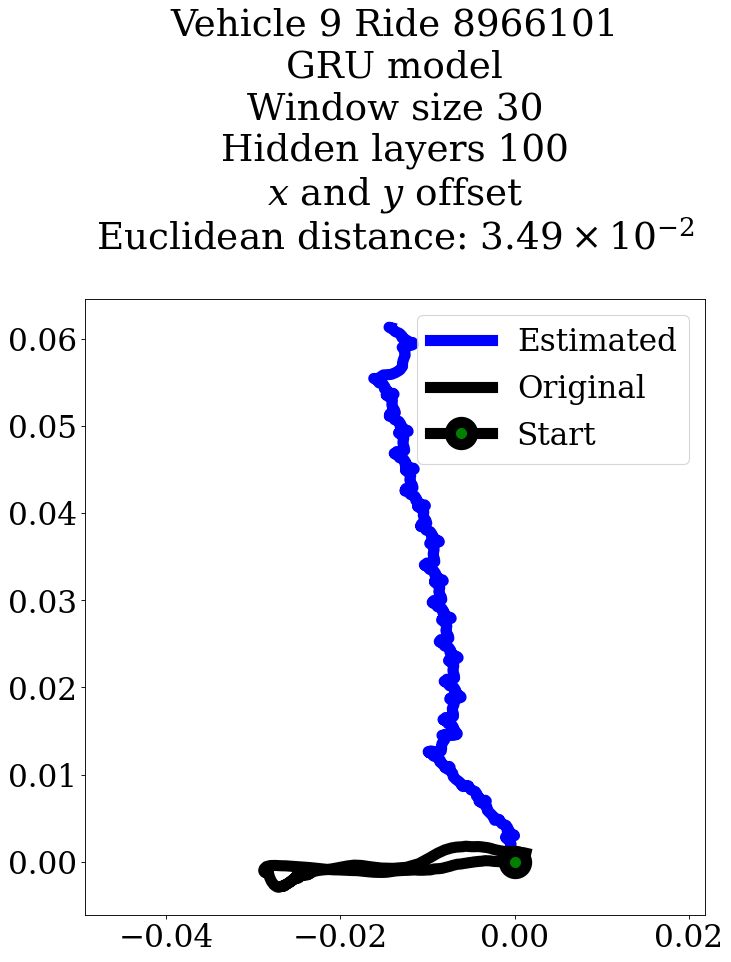 Vehicle 9 Ride 8966101
GRU model
Window size 30
Hidden layers 100
x and y offset
Euclidean distance: 3.49 × 10⁻²
Estimated
Original
Start
0.06
0.05
0.04
0.03
0.02
0.01
0.00
−0.04
−0.02
0.00
0.02